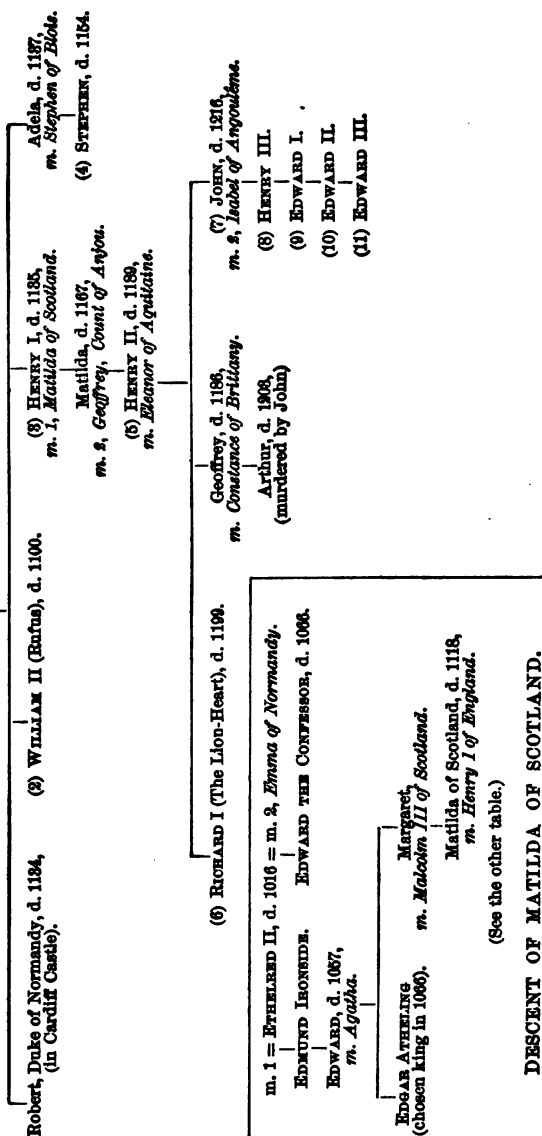 Robert, Duke of Normandy, d. 1134,
(in Cardiff Castle).
(2) WILLIAM II (Rufus), d. 1100.
(3) HENRY I, d. 1135,
m. 1, Matilda of Scotland.
Adela, d. 1137,
m. Stephen of Blois.
Matilda, d. 1167,
m. 2, Geoffrey, Count of Anjou.
(4) STEPHEN, d. 1154.
(5) HENRY II, d. 1189,
m. Eleanor of Aquitaine.
(6) RICHARD I (The Lion-Heart), d. 1199.
Geoffrey, d. 1186,
m. Constance of Brittany.
(7) JOHN, d. 1216,
m. 2, Isabel of Angoulême.
Arthur, d. 1203,
(murdered by John)
(8) HENRY III.
(9) EDWARD I.
(10) EDWARD II.
(11) EDWARD III.
m. 1 = ETHELRED II, d. 1016 = m. 2, Emma of Normandy.
EDMUND IRONSIDE.
EDWARD THE CONFESSOR, d. 1066.
EDWARD, d. 1057,
m. Agatha.
EDGAR ATHELING
(chosen king in 1066).
Margaret,
m. Malcolm III of Scotland.
Matilda of Scotland, d. 1118,
m. Henry I of England.
(See the other table.)
DESCENT OF MATILDA OF SCOTLAND.